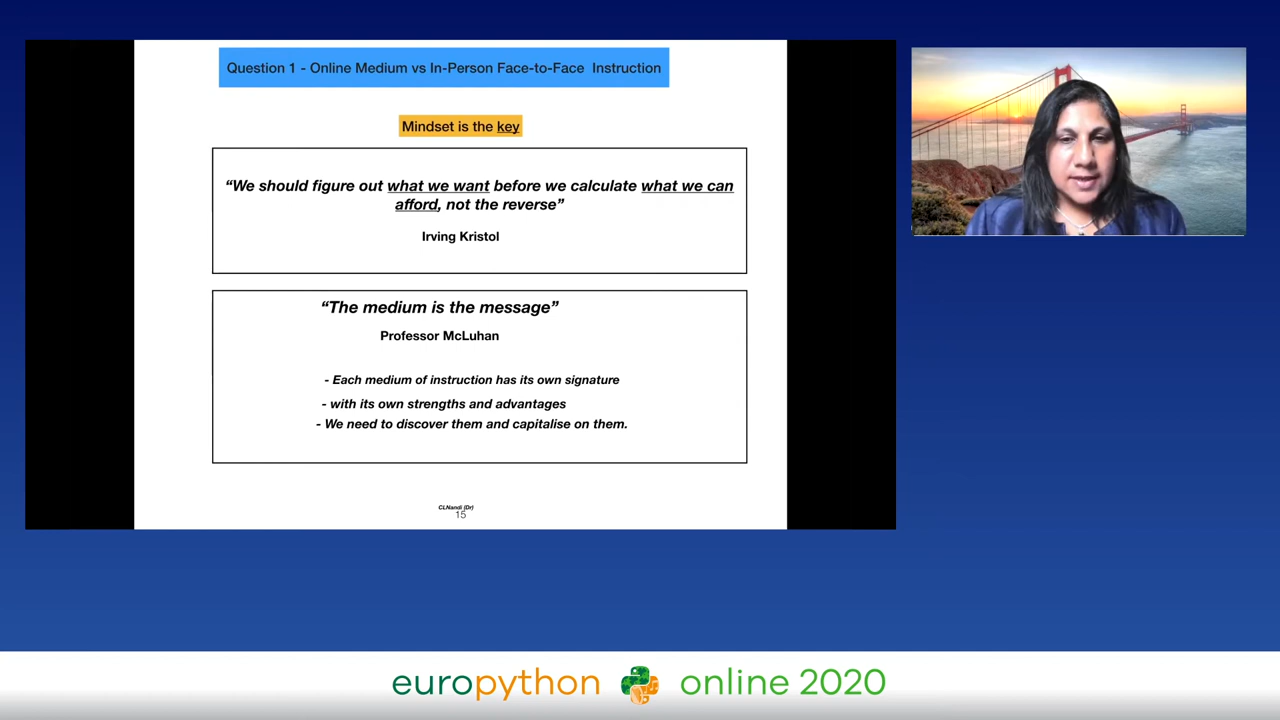 Question 1 - Online Medium vs In-Person Face-to-Face Instruction
Mindset is the key
“We should figure out what we want before we calculate what we can
afford, not the reverse”
Irving Kristol
“The medium is the message”
Professor McLuhan
- Each medium of instruction has its own signature
- with its own strengths and advantages
- We need to discover them and capitalise on them.
CLNandi (Dr)
15
europython online 2020